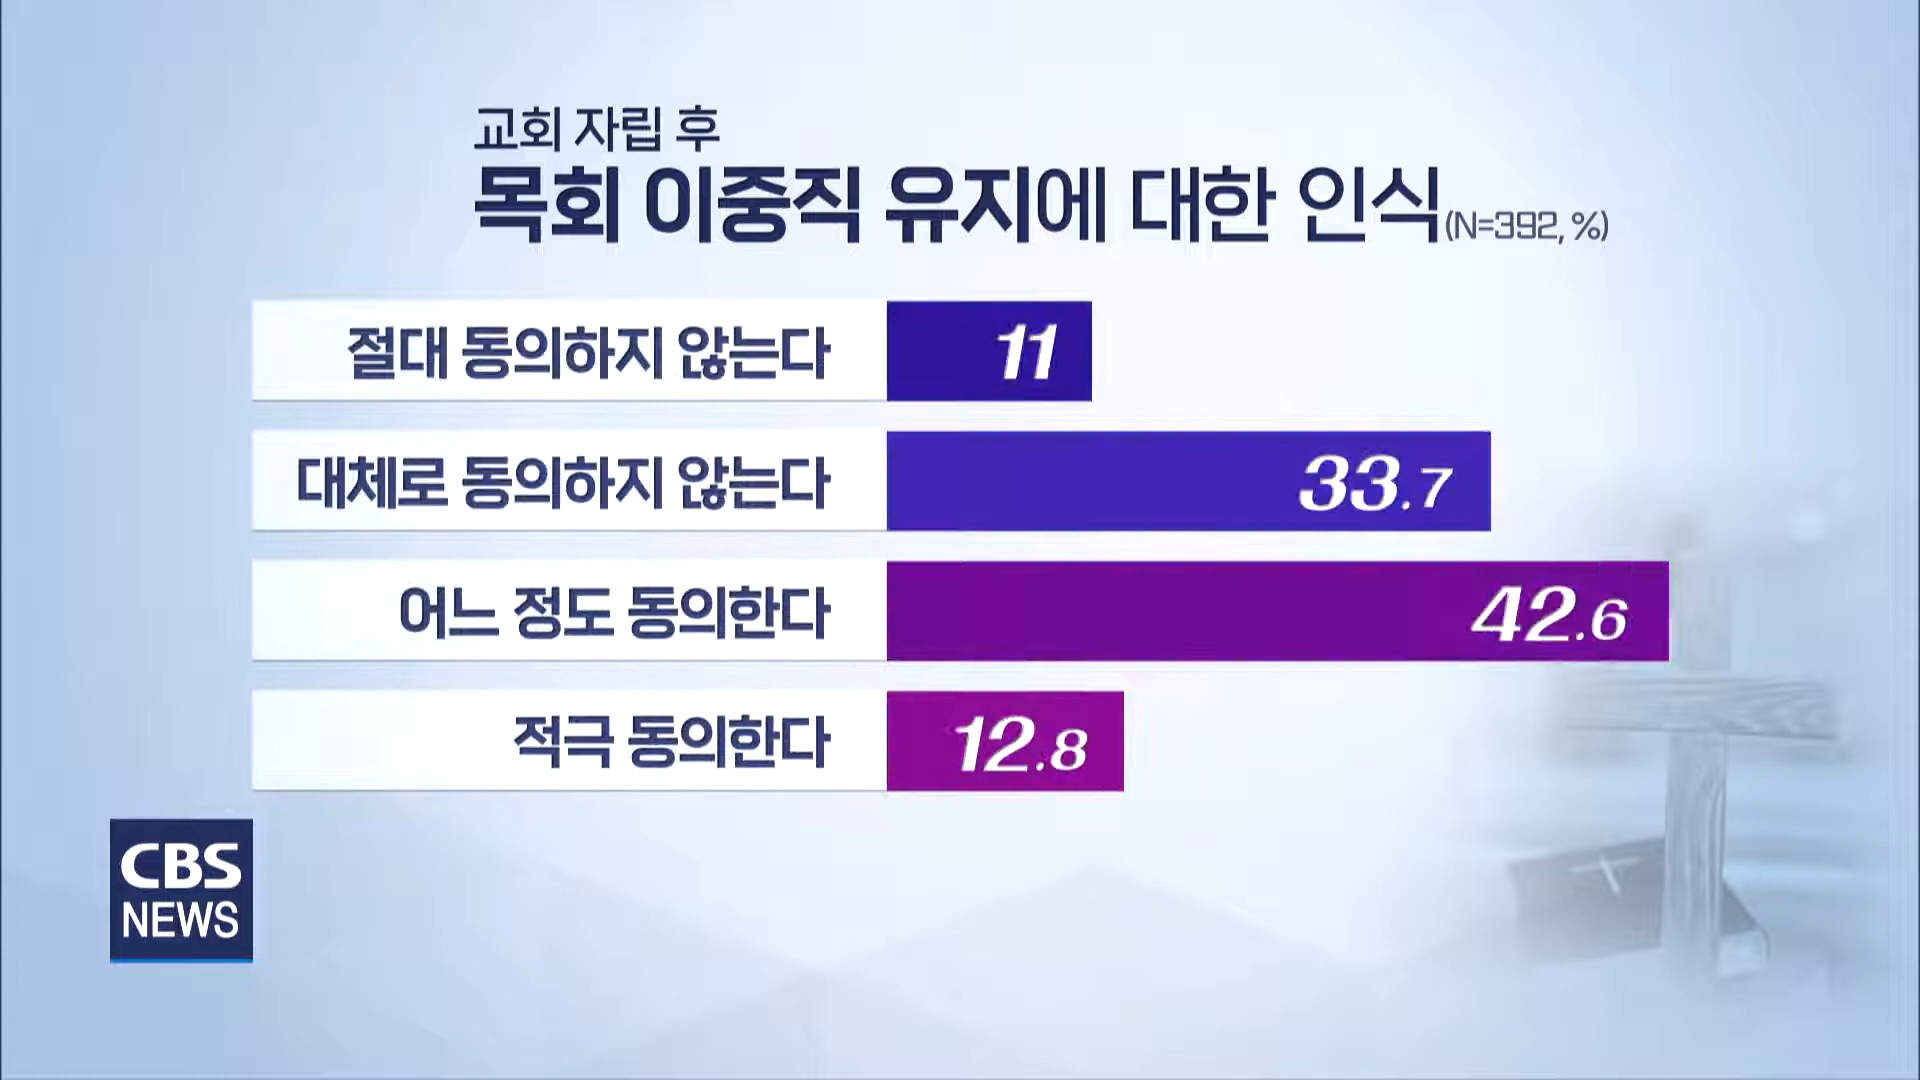 교회 자립 후
목회 이중직 유지에 대한 인식(N=392, %)
절대 동의하지 않는다 11
대체로 동의하지 않는다 33.7
어느 정도 동의한다 42.6
적극 동의한다 12.8
CBS
NEWS